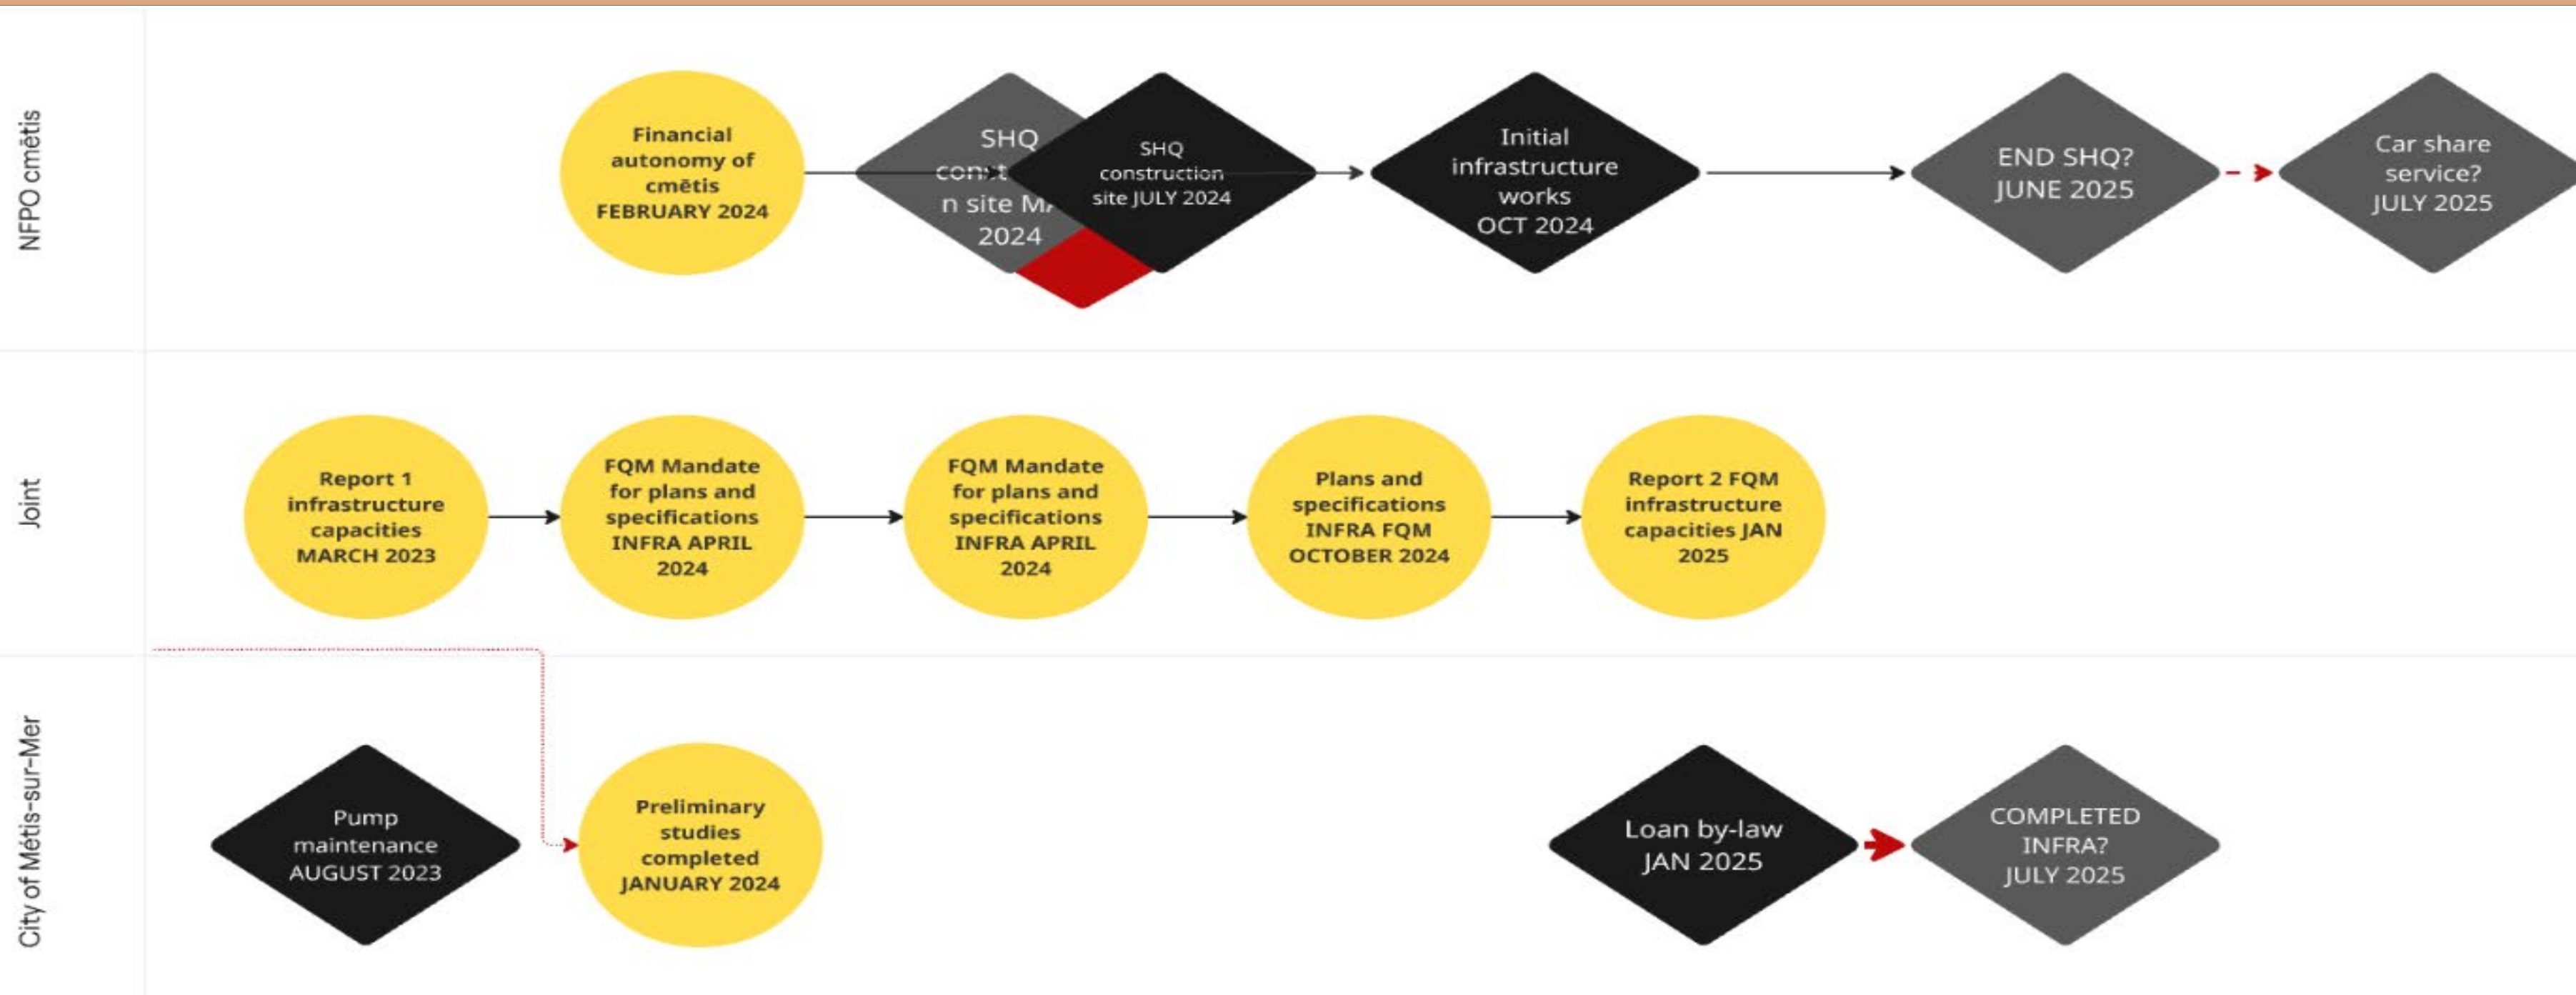 NFPO cmētis
Financial
autonomy of
cmētis
FEBRUARY 2024
SHQ
n site
2024
SHQ
construction
site JULY 2024
Initial
infrastructure
works
OCT 2024
END SHQ?
JUNE 2025
Car share
service?
JULY 2025
Joint
Report 1
infrastructure
capacities
MARCH 2023
FQM Mandate
for plans and
specifications
INFRA APRIL
2024
FQM Mandate
for plans and
specifications
INFRA APRIL
2024
Plans and
specifications
INFRA FQM
OCTOBER 2024
Report 2 FQM
infrastructure
capacities JAN
2025
City of Métis-sur-Mer
Pump
maintenance
AUGUST 2023
Preliminary
studies
completed
JANUARY 2024
Loan by-law
JAN 2025
COMPLETED
INFRA?
JULY 2025